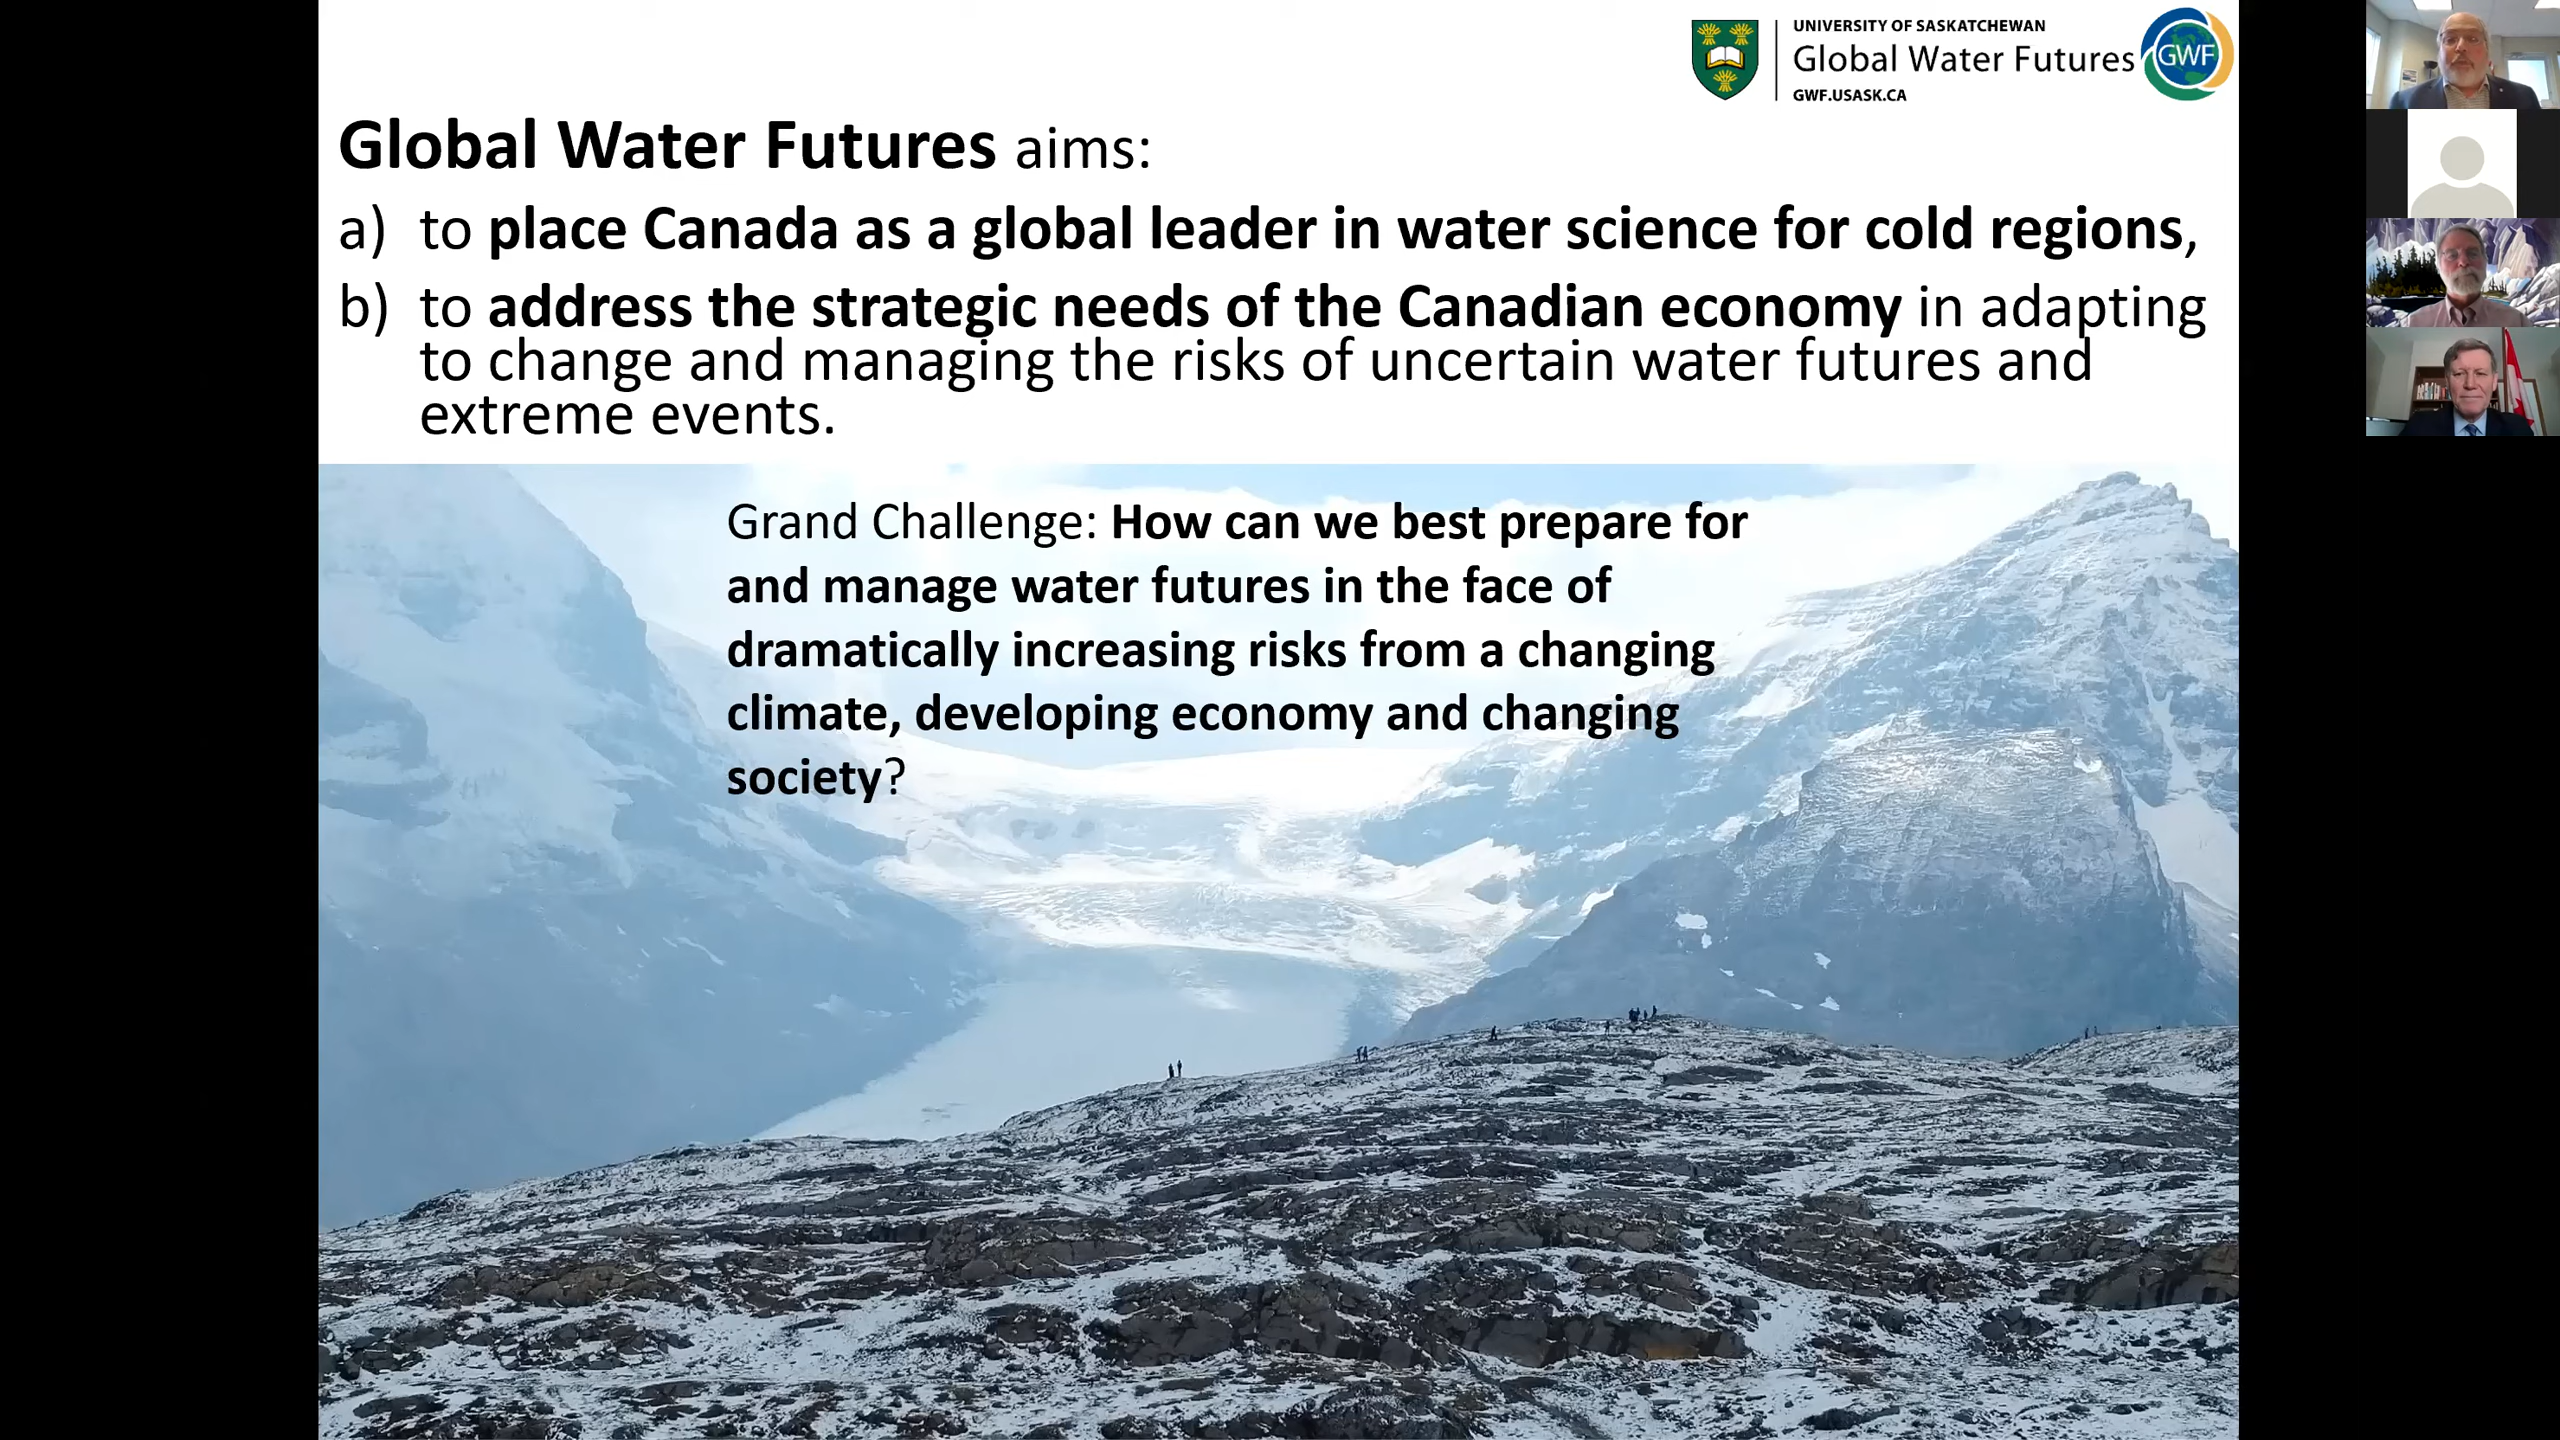 UNIVERSITY OF SASKATCHEWAN
Global Water Futures
GWF
GWF.USASK.CA
Global Water Futures aims:
a) to place Canada as a global leader in water science for cold regions,
b) to address the strategic needs of the Canadian economy in adapting
to change and managing the risks of uncertain water futures and
extreme events.
Grand Challenge: How can we best prepare for
and manage water futures in the face of
dramatically increasing risks from a changing
climate, developing economy and changing
society?